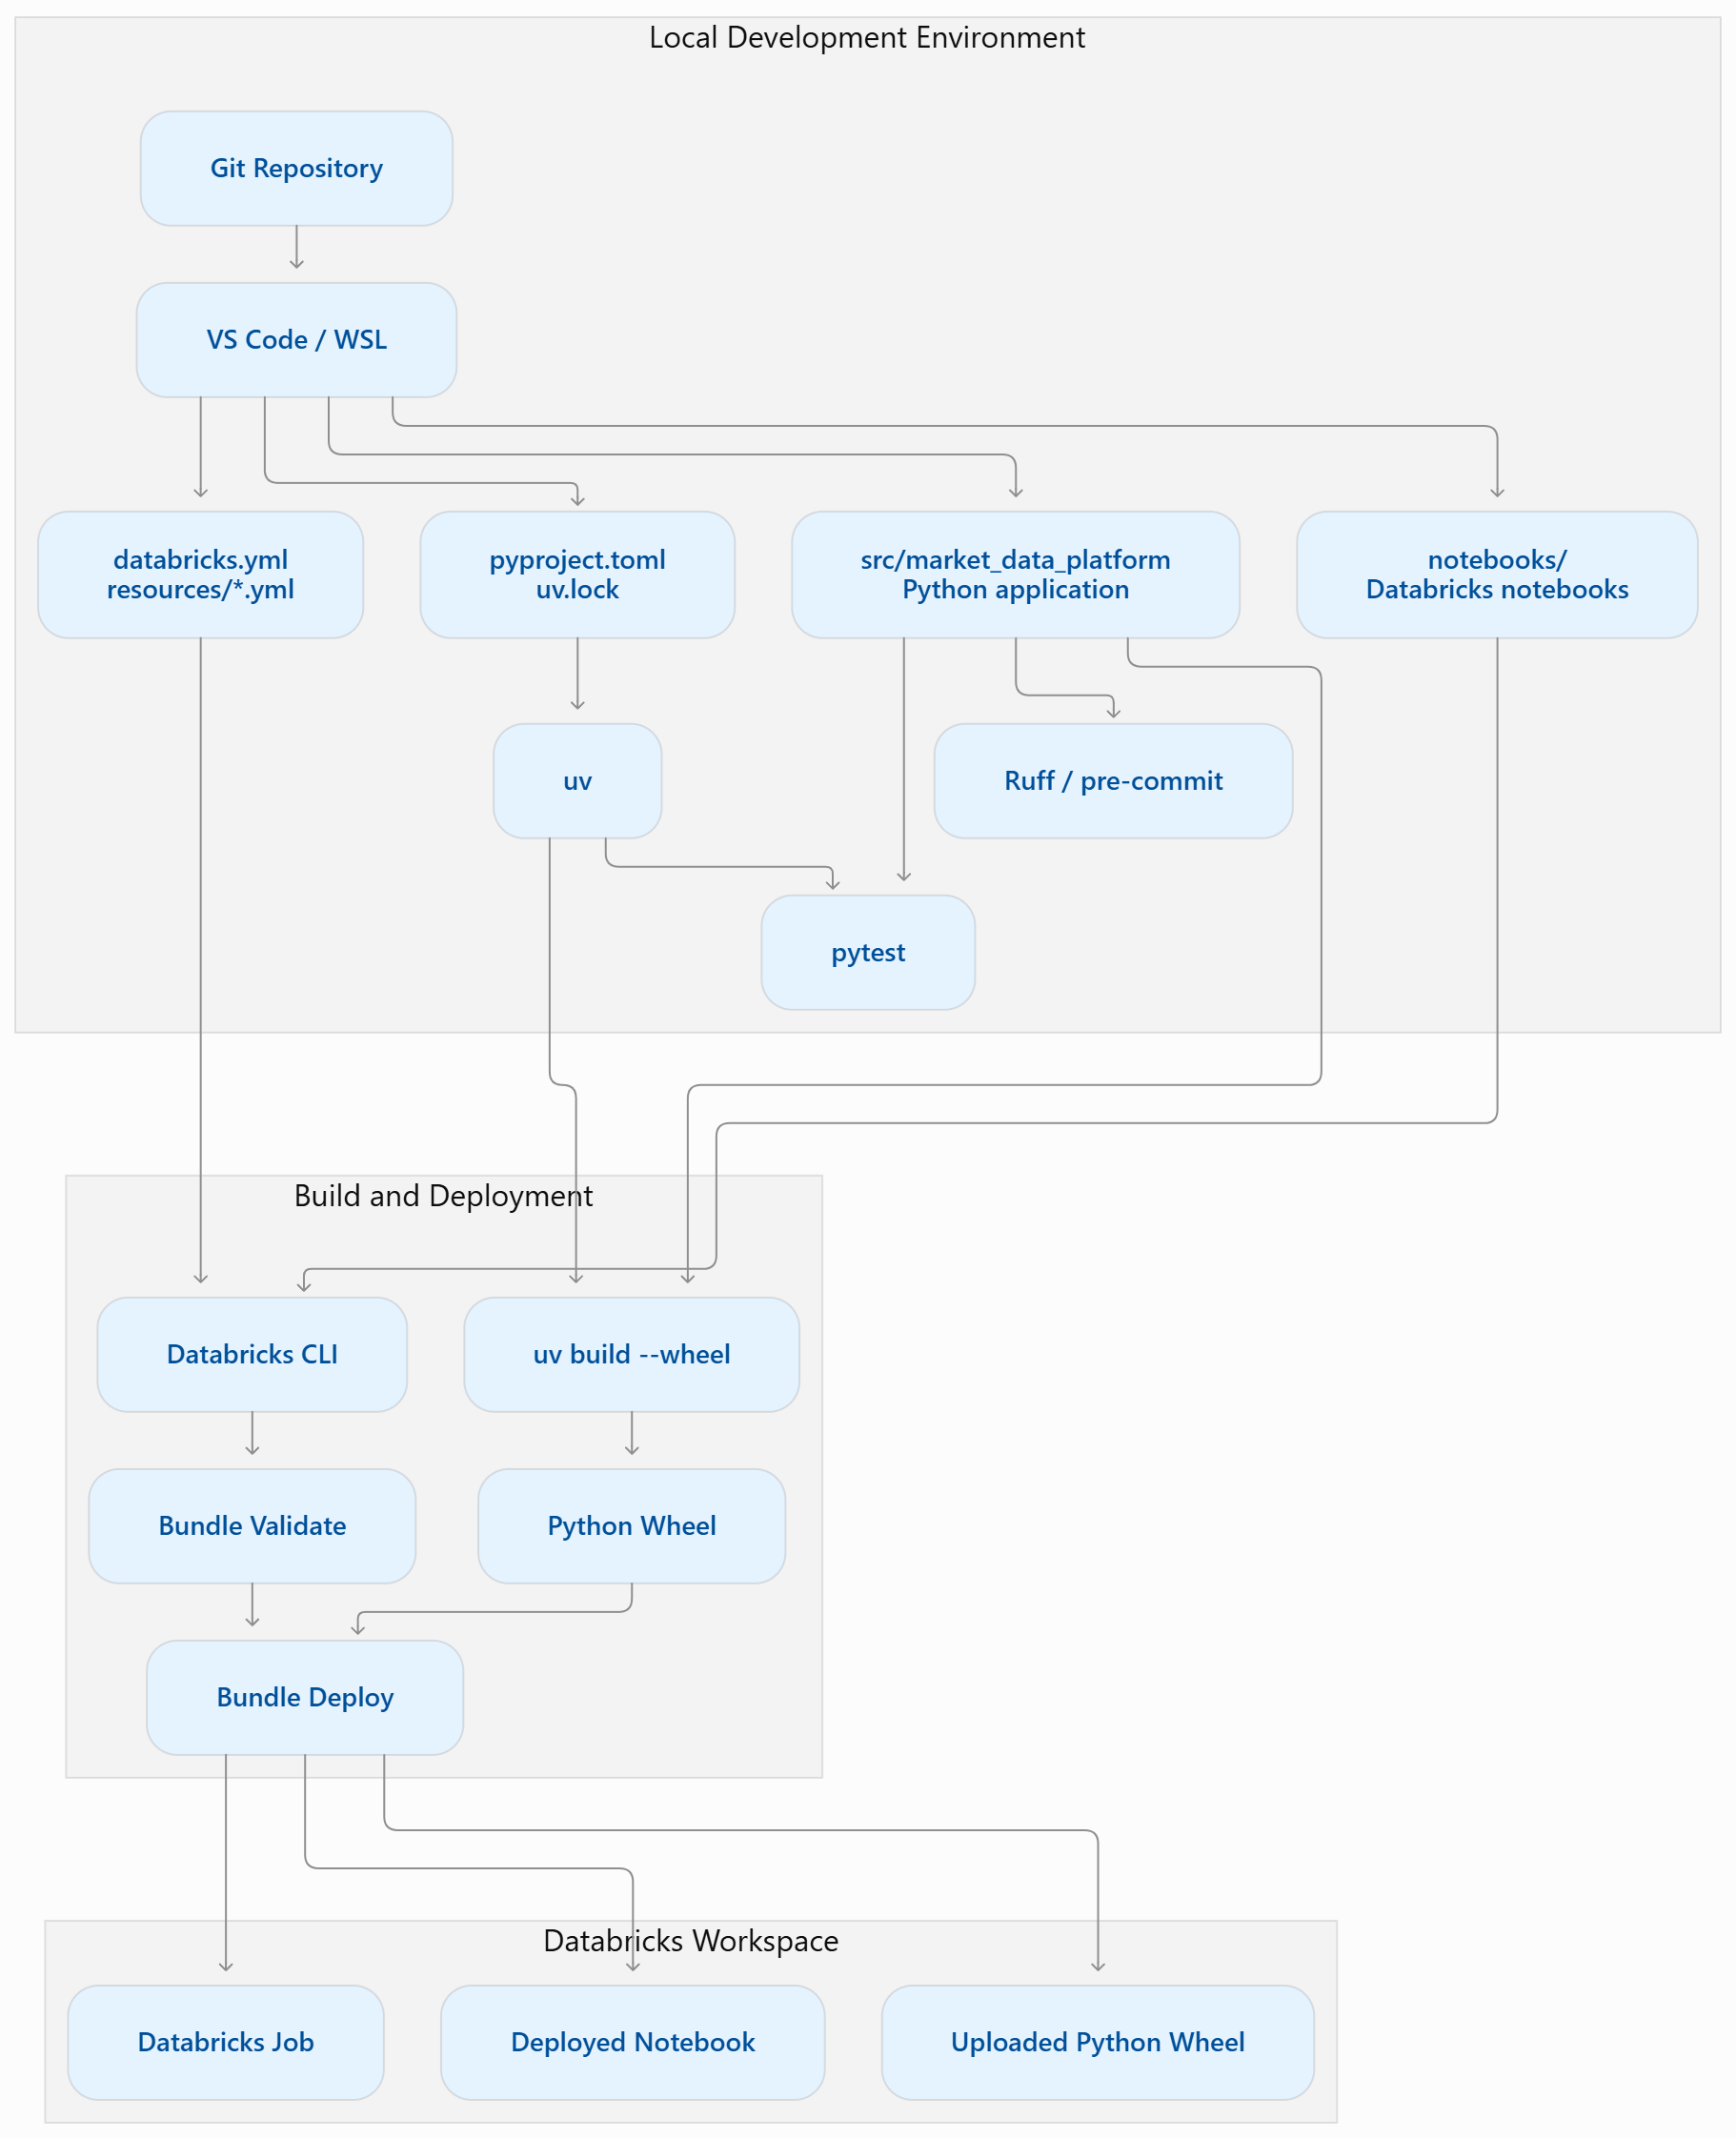 Local Development Environment
Git Repository
VS Code / WSL
databricks.yml
resources/*.yml
pyproject.toml
uv.lock
src/market_data_platform
Python application
notebooks/
Databricks notebooks
uv
Ruff / pre-commit
pytest
Build and Deployment
Databricks CLI
uv build --wheel
Bundle Validate
Python Wheel
Bundle Deploy
Databricks Workspace
Databricks Job
Deployed Notebook
Uploaded Python Wheel